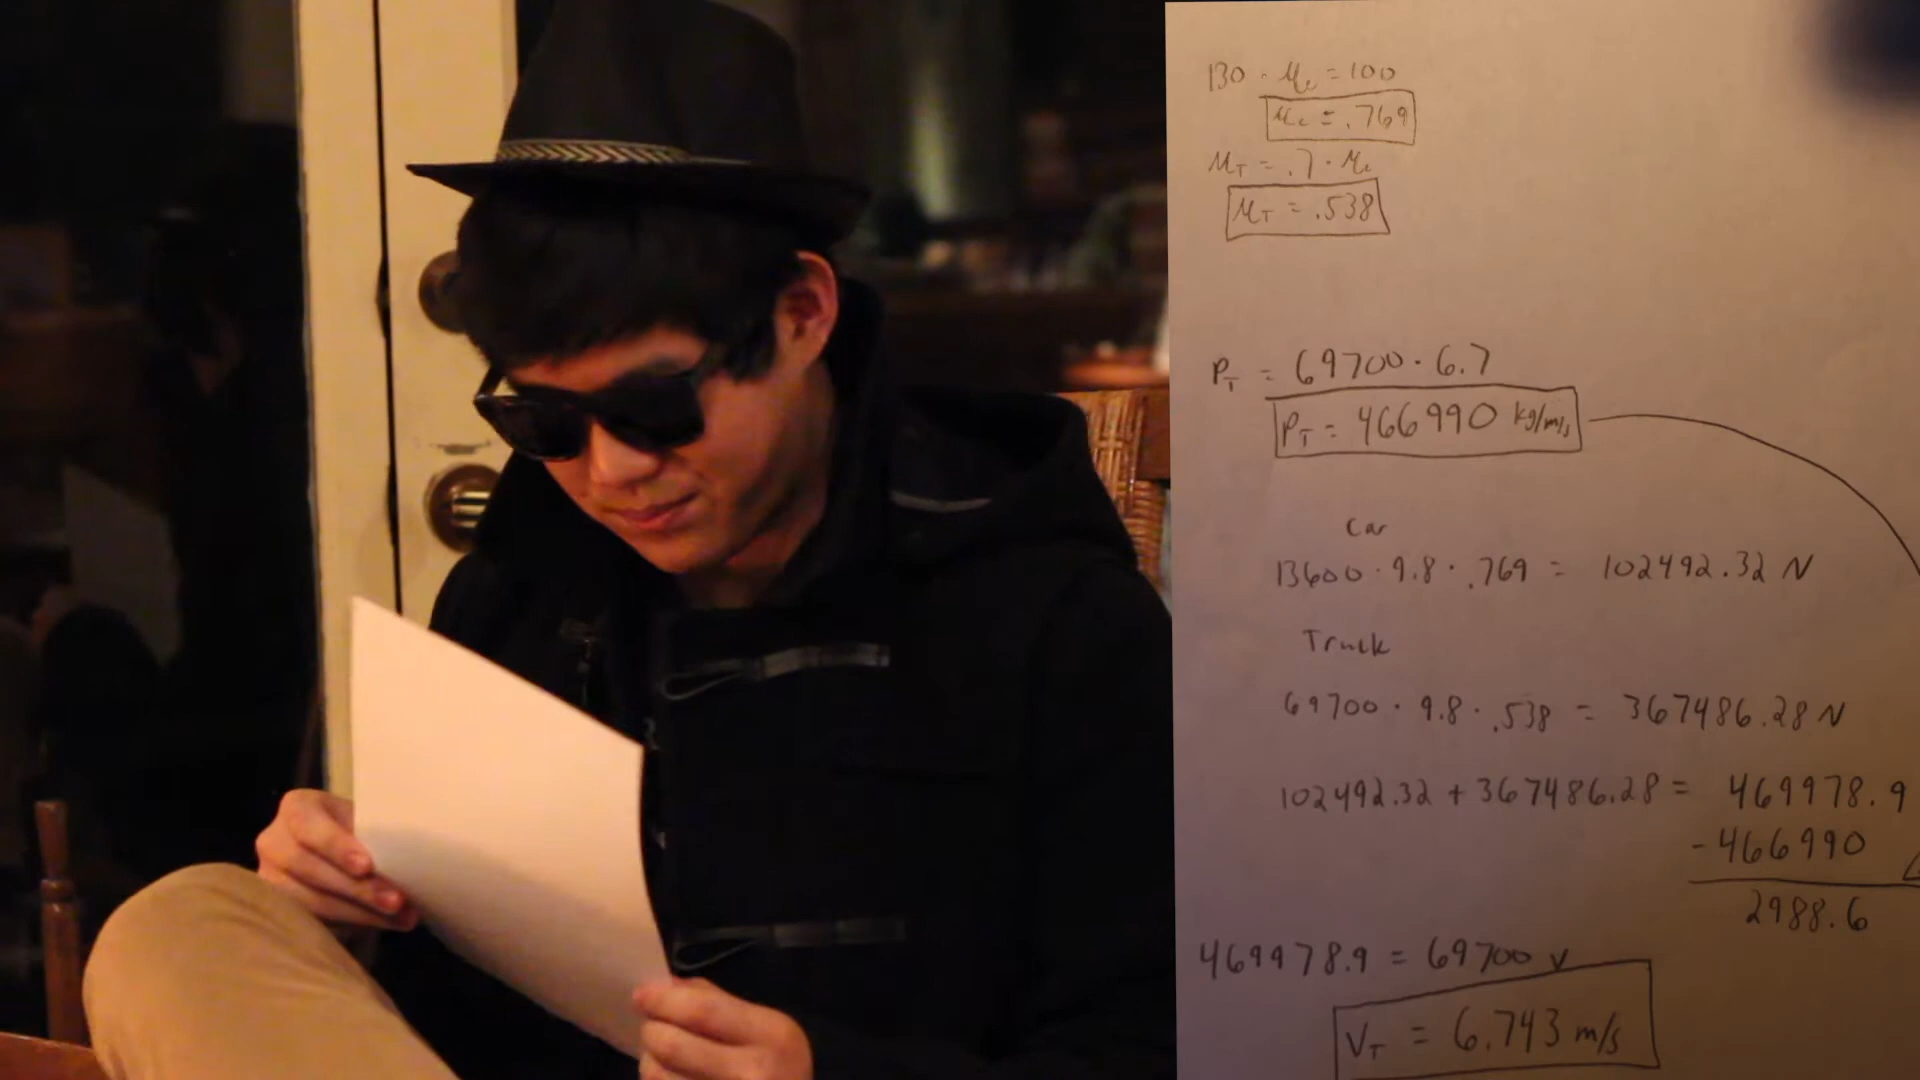 130 · μc = 100
μc = .769
μT = .7 · μc
μT = .538
PT = 69700 · 6.7
PT = 466990 kg/m/s
Car
13600 · 9.8 · .769 = 102492.32 N
Truck
69700 · 9.8 · .538 = 367486.28 N
102492.32 + 367486.28 = 469978.9
- 466990
2988.6
469978.9 = 69700 v
VT = 6.743 m/s